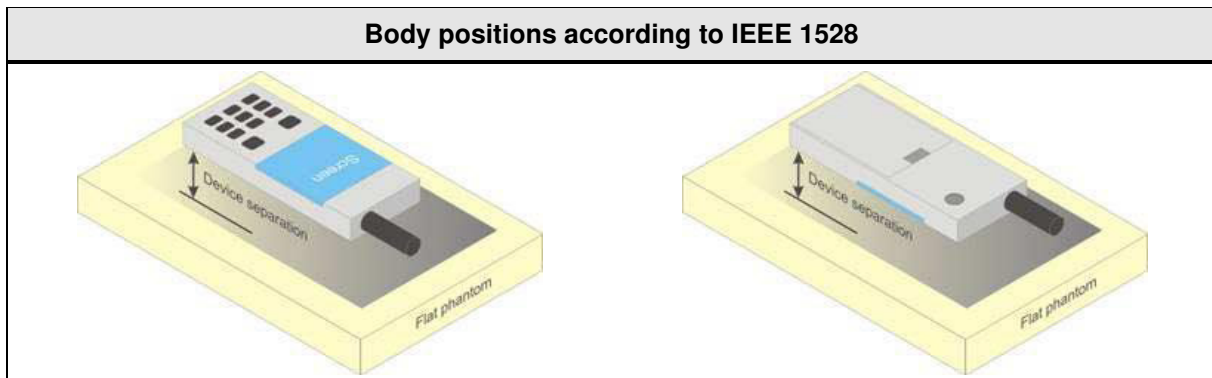 Body positions according to IEEE 1528
Screen
Device separation
Flat phantom
Device separation
Flat phantom